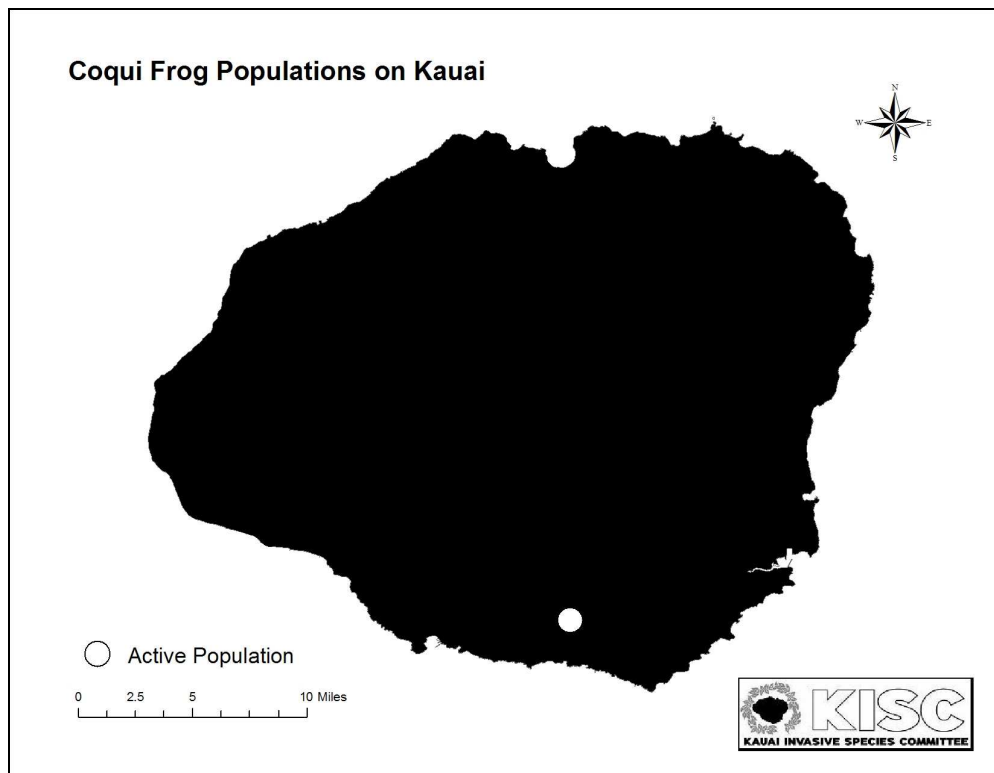 Coqui Frog Populations on Kauai
N
W E
S
Active Population
0 2.5 5 10 Miles
KISC
KAUAI INVASIVE SPECIES COMMITTEE